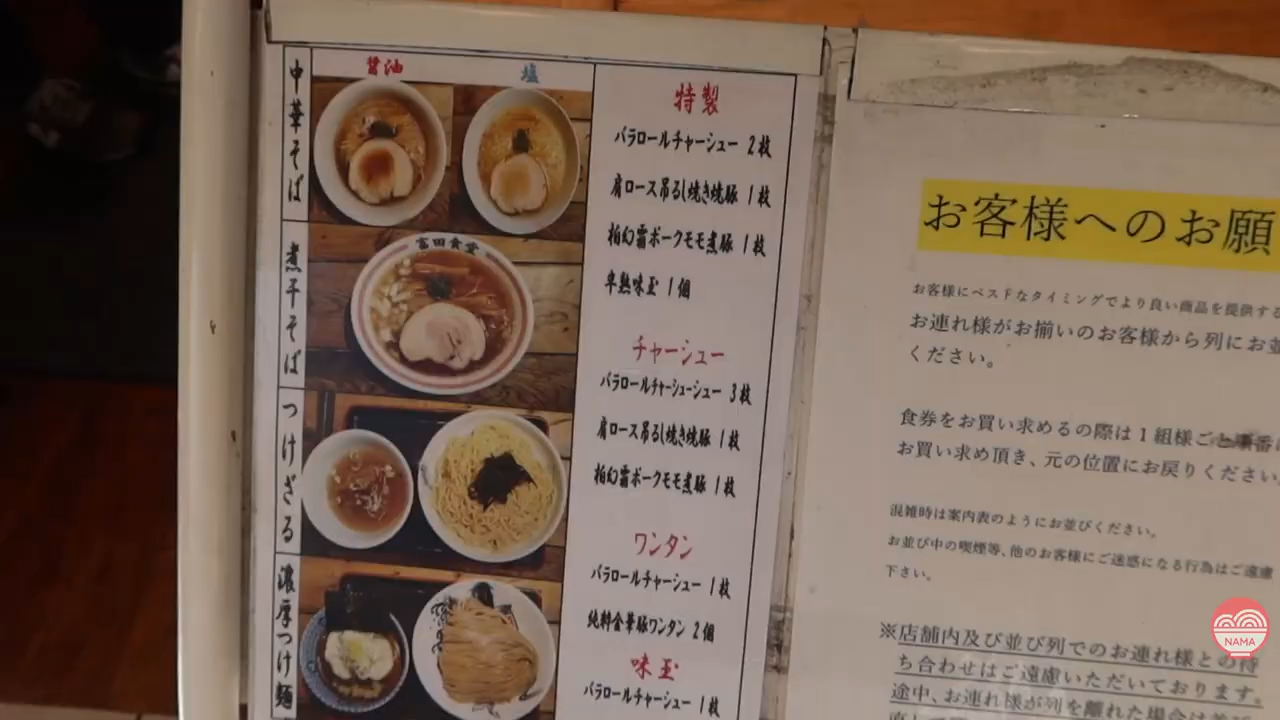 中華そば
醤油
塩
煮干そば
富田食堂
つけざる
濃厚つけ麺
特製
バラロールチャーシュー 2枚
肩ロース吊るし焼き焼豚 1枚
柏幻霜ポークモモ煮豚 1枚
半熟味玉 1個
チャーシュー
バラロールチャーシューシュー 3枚
肩ロース吊るし焼き焼豚 1枚
柏幻霜ポークモモ煮豚 1枚
ワンタン
バラロールチャーシュー 1枚
純粋金華豚ワンタン 2個
味玉
バラロールチャーシュー 1枚
お客様へのお願
お客様にベストなタイミングでより良い商品を提供する
お連れ様がお揃いのお客様から列にお並
ください。
食券をお買い求めるの際は1組様ごと順番に
お買い求め頂き、元の位置にお戻りください
混雑時は案内表のようにお並びください。
お並び中の喫煙等、他のお客様にご迷惑になる行為はご遠慮
下さい。
※店舗内及び並び列でのお連れ様との待
ち合わせはご遠慮いただいております。
途中、お連れ様が列を離れた場合は
NAMA